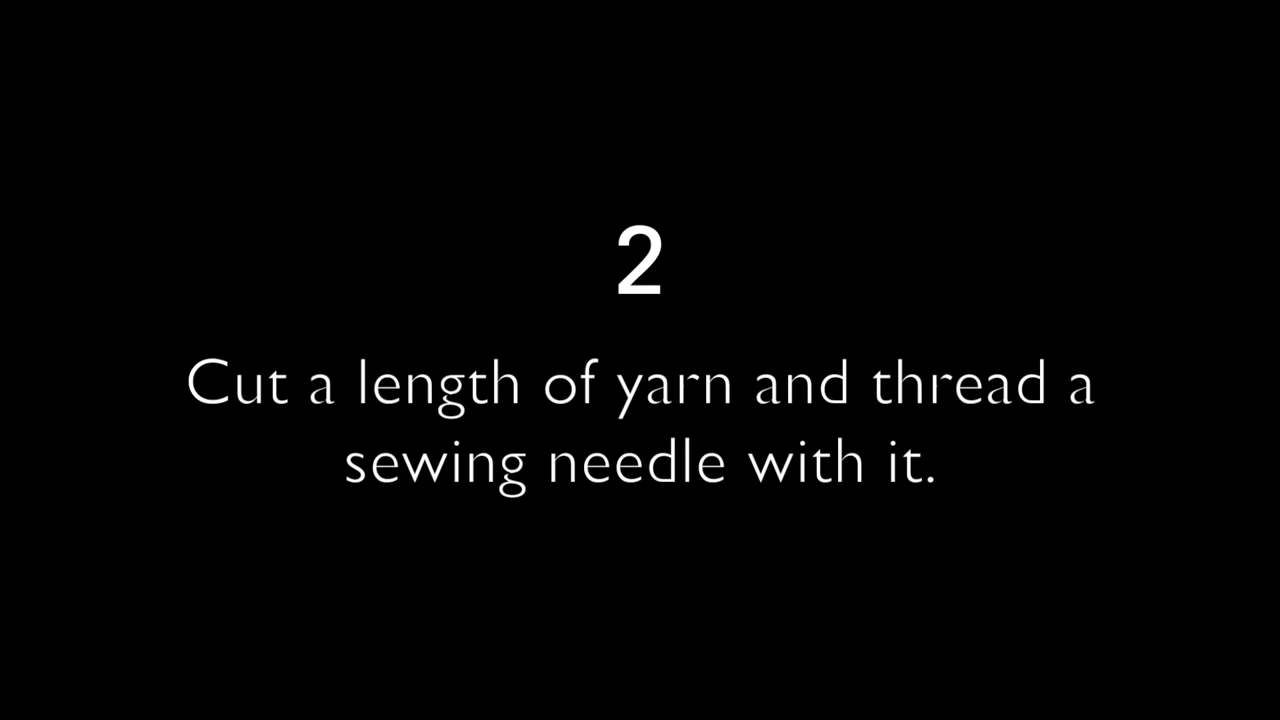 2
Cut a length of yarn and thread a
sewing needle with it.